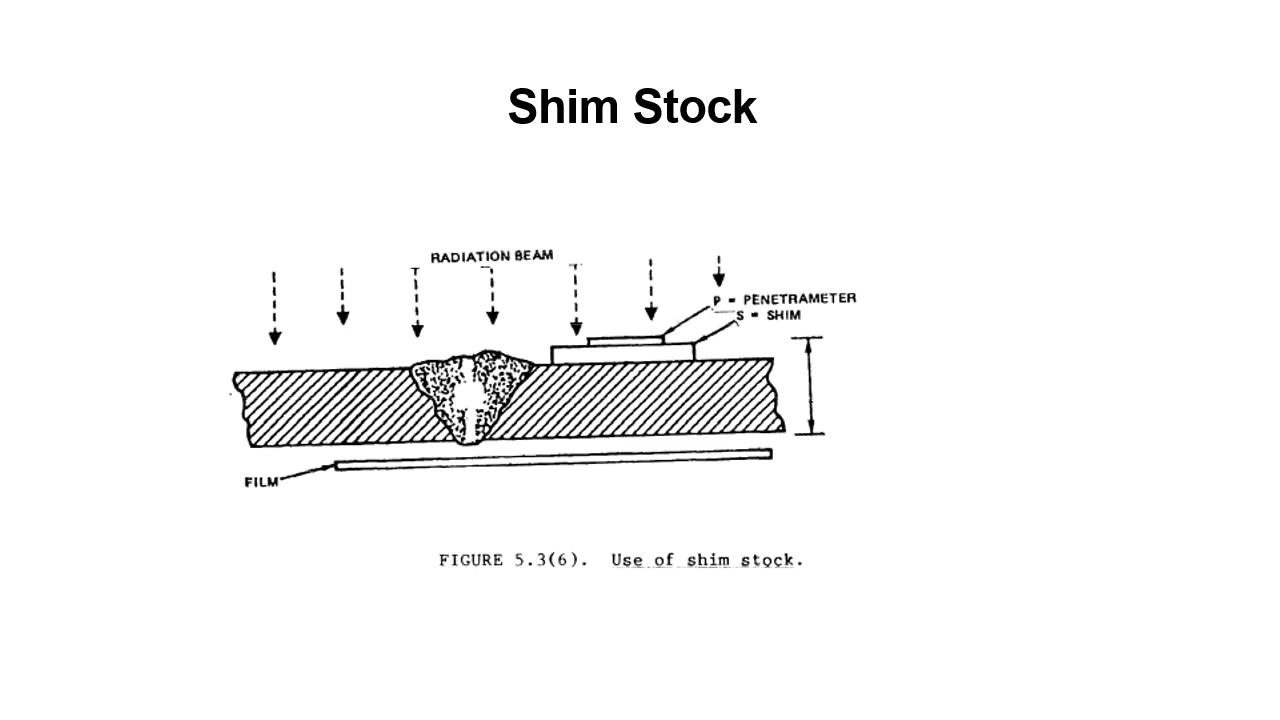 Shim Stock
RADIATION BEAM
P = PENETRAMETER
S = SHIM
FILM
FIGURE 5.3(6). Use of shim stock.